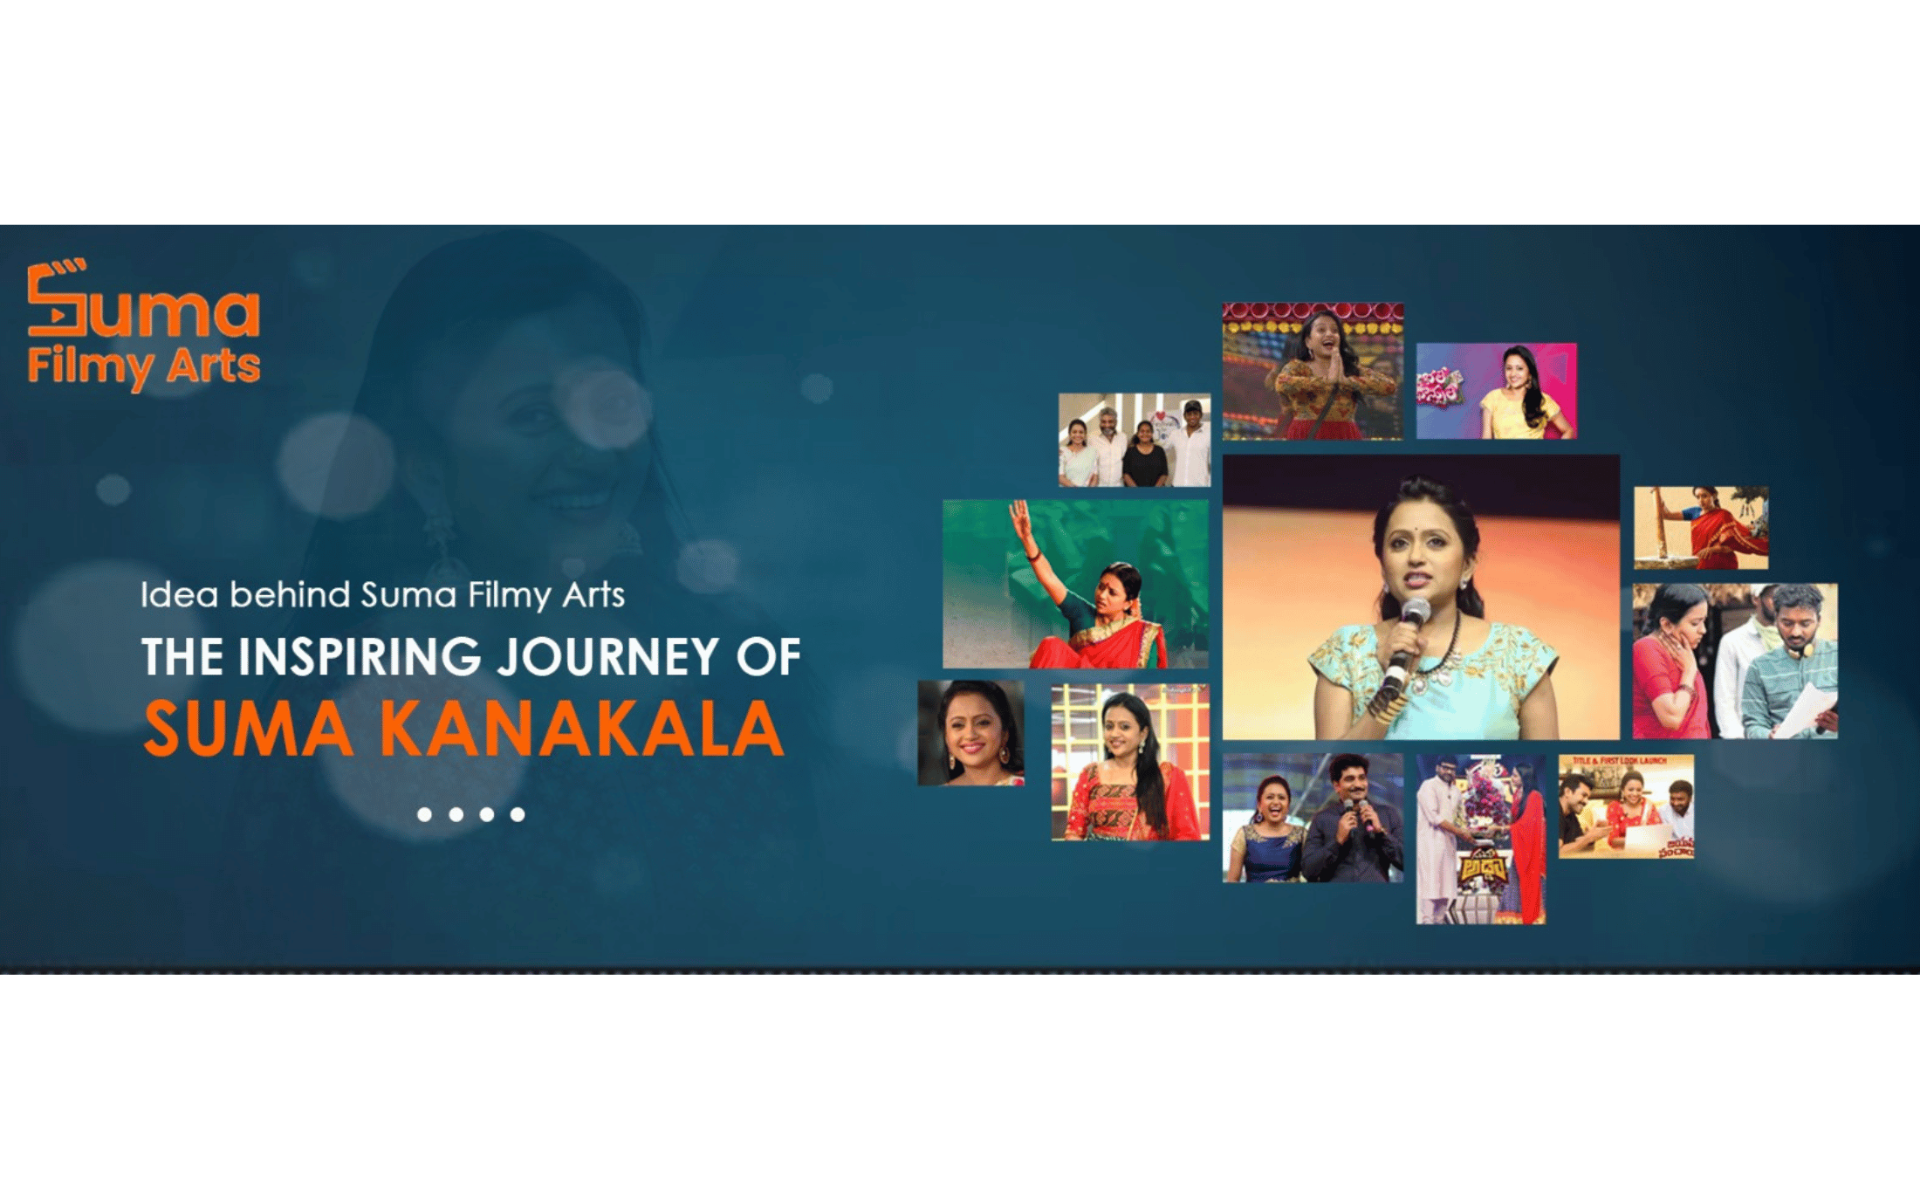 Suma
Filmy Arts
Idea behind Suma Filmy Arts
THE INSPIRING JOURNEY OF
SUMA KANAKALA
TITLE & FIRST LOOK LAUNCH